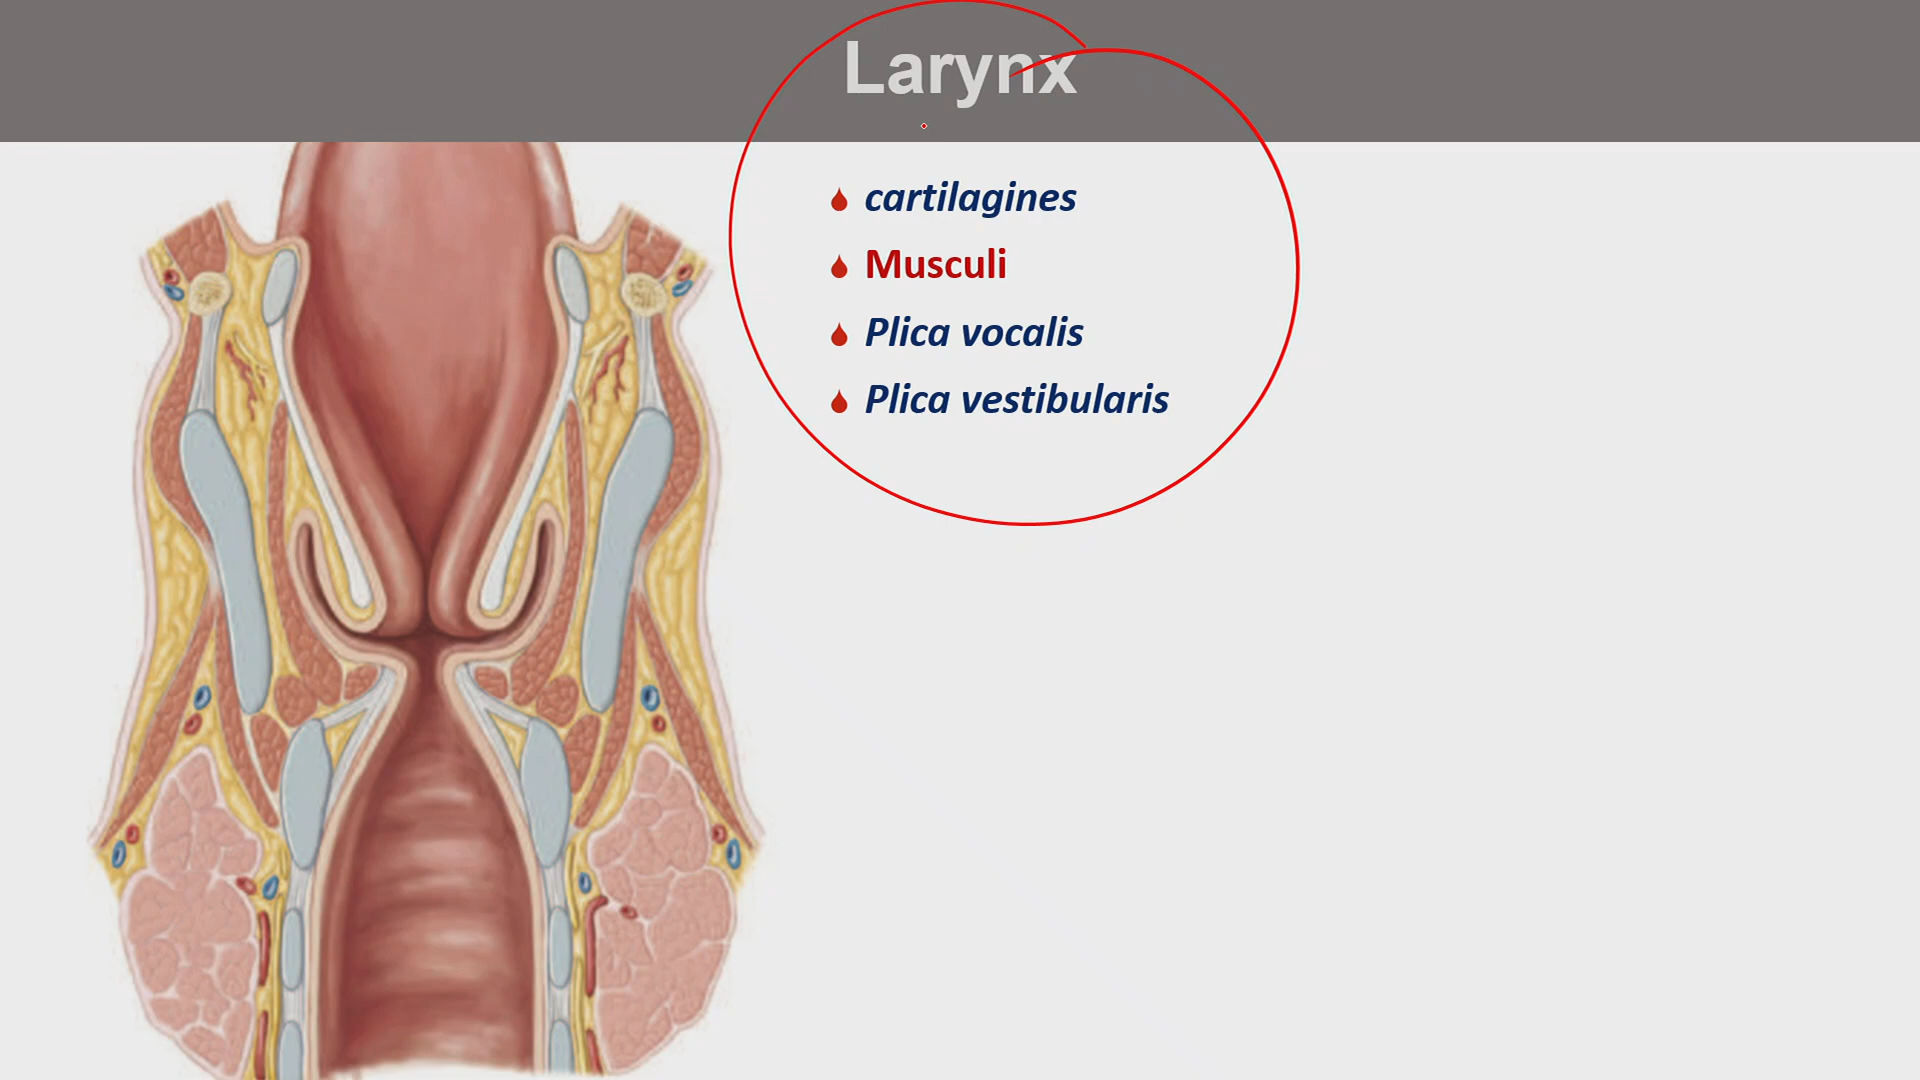 Larynx
cartilagines
Musculi
Plica vocalis
Plica vestibularis